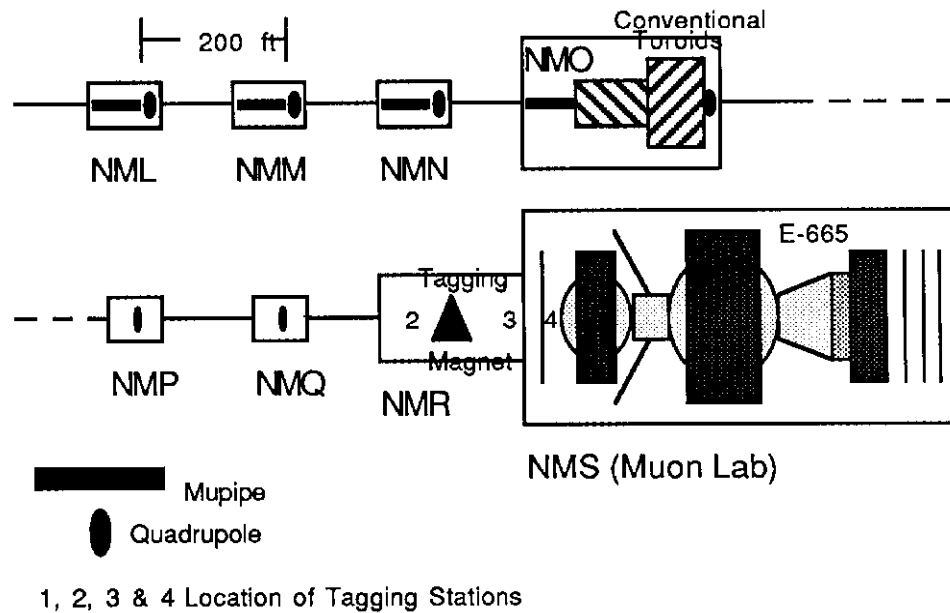 Conventional
Toroids
200 ft
NMO
NML
NMM
NMN
E-665
Tagging
2
3
4
Magnet
NMP
NMQ
NMR
NMS (Muon Lab)
Mupipe
Quadrupole
1, 2, 3 & 4 Location of Tagging Stations